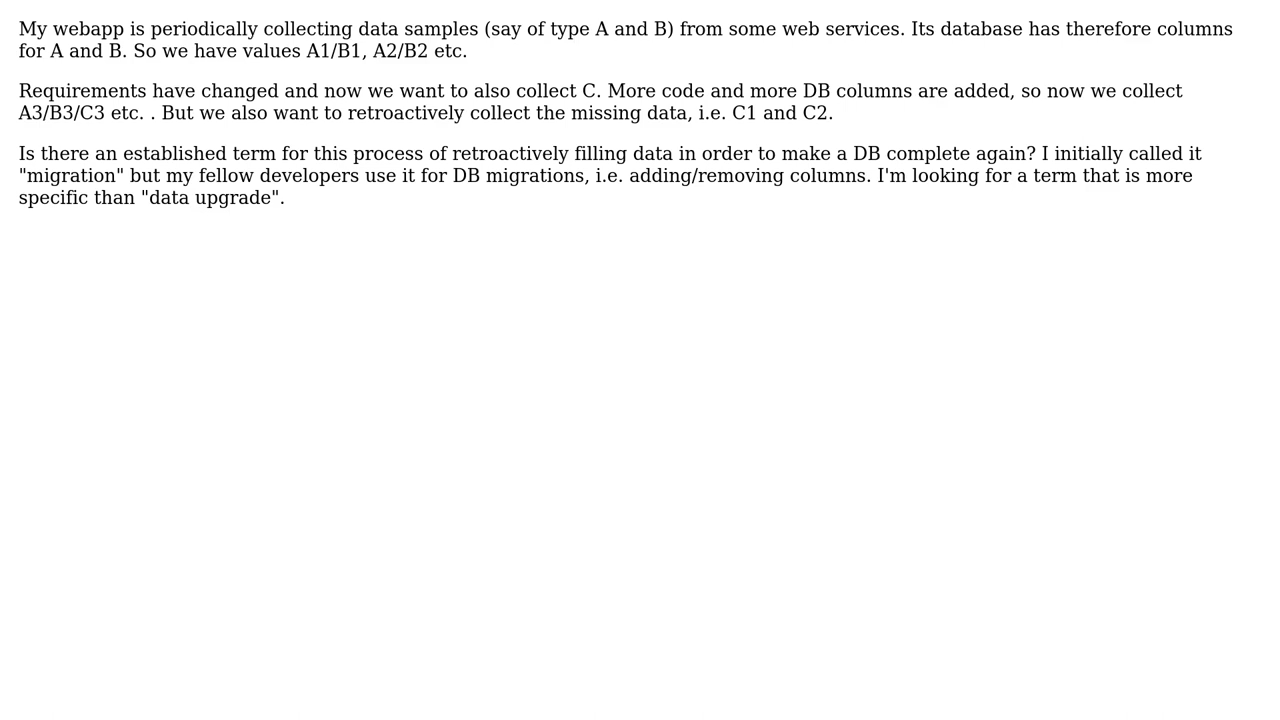 My webapp is periodically collecting data samples (say of type A and B) from some web services. Its database has therefore columns
for A and B. So we have values A1/B1, A2/B2 etc.
Requirements have changed and now we want to also collect C. More code and more DB columns are added, so now we collect
A3/B3/C3 etc. . But we also want to retroactively collect the missing data, i.e. C1 and C2.
Is there an established term for this process of retroactively filling data in order to make a DB complete again? I initially called it
"migration" but my fellow developers use it for DB migrations, i.e. adding/removing columns. I'm looking for a term that is more
specific than "data upgrade".